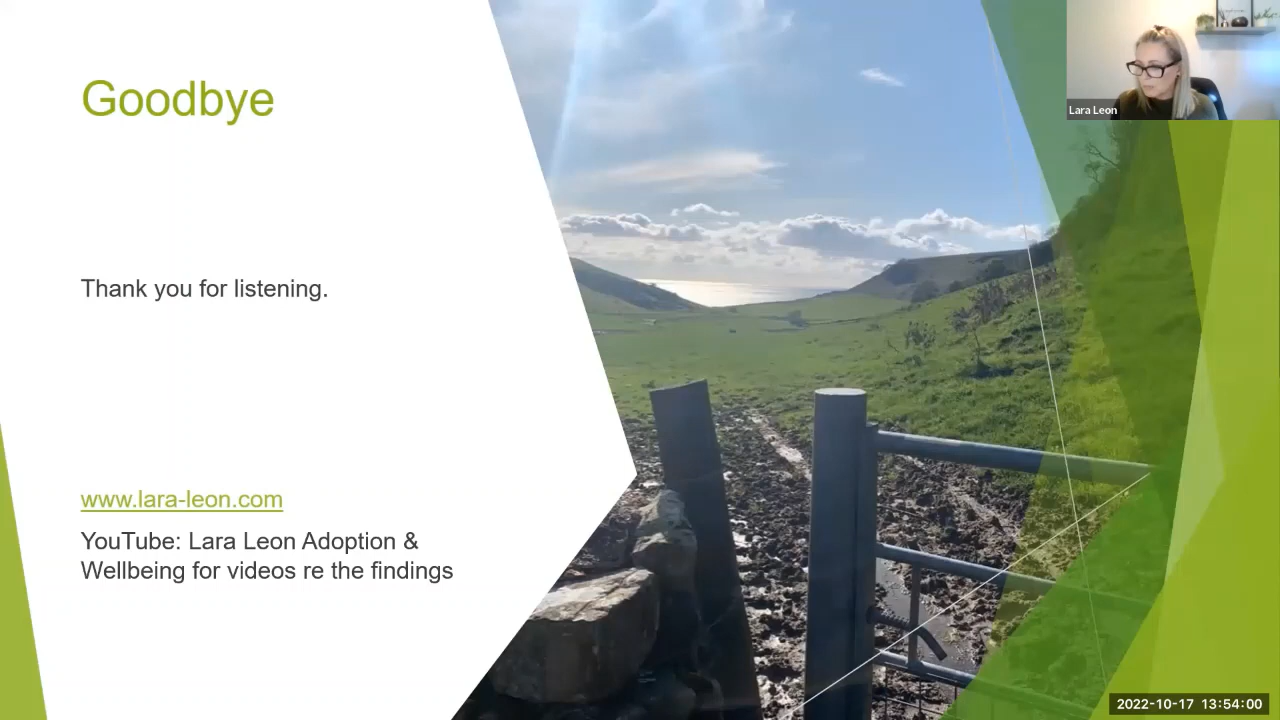 Goodbye
Lara Leon
Thank you for listening.
www.lara-leon.com
YouTube: Lara Leon Adoption &
Wellbeing for videos re the findings
2022-10-17 13:54:00